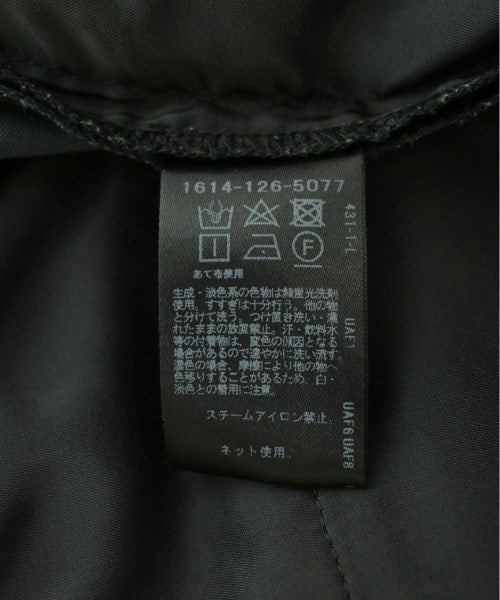 1614-126-5077
あて布使用
生成・淡色系の色物は無蛍光洗剤
使用。すすぎは十分行う。他の物
と分けて洗う。つけ置き洗い・濡
れたままの放置禁止。汗・飲料水
等の付着物は、変色の原因となる
場合があるので速やかに洗い流す。
濃色の場合、摩擦により他の物へ
色移りすることがあるため、白・
淡色との着用に注意。
スチームアイロン禁止。
ネット使用。
431-1-L
UAF1
UAF6 UAF8